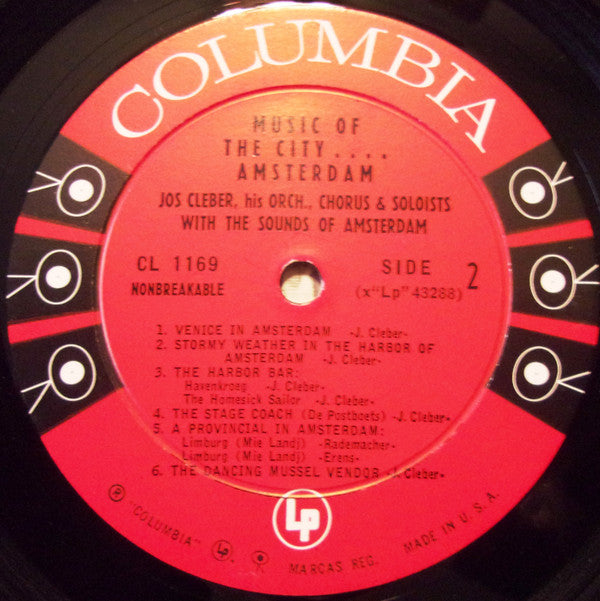 COLUMBIA
MUSIC OF
THE CITY....
AMSTERDAM
JOS CLEBER, his ORCH., CHORUS & SOLOISTS
WITH THE SOUNDS OF AMSTERDAM
CL 1169
NONBREAKABLE
SIDE 2
(x"Lp"43288)
1. VENICE IN AMSTERDAM -J. Cleber-
2. STORMY WEATHER IN THE HARBOR OF
AMSTERDAM -J. Cleber-
3. THE HARBOR BAR:
Havenkroeg -J. Cleber-
The Homesick Sailor -J. Cleber-
4. THE STAGE COACH (De Postboets) -J. Cleber-
5. A PROVINCIAL IN AMSTERDAM:
Limburg (Mie Landj) -Rademacher-
Limburg (Mie Landj) -Erens-
6. THE DANCING MUSSEL VENDOR -J. Cleber-
Lp
® "COLUMBIA" Lp MARCAS REG. MADE IN U.S.A.